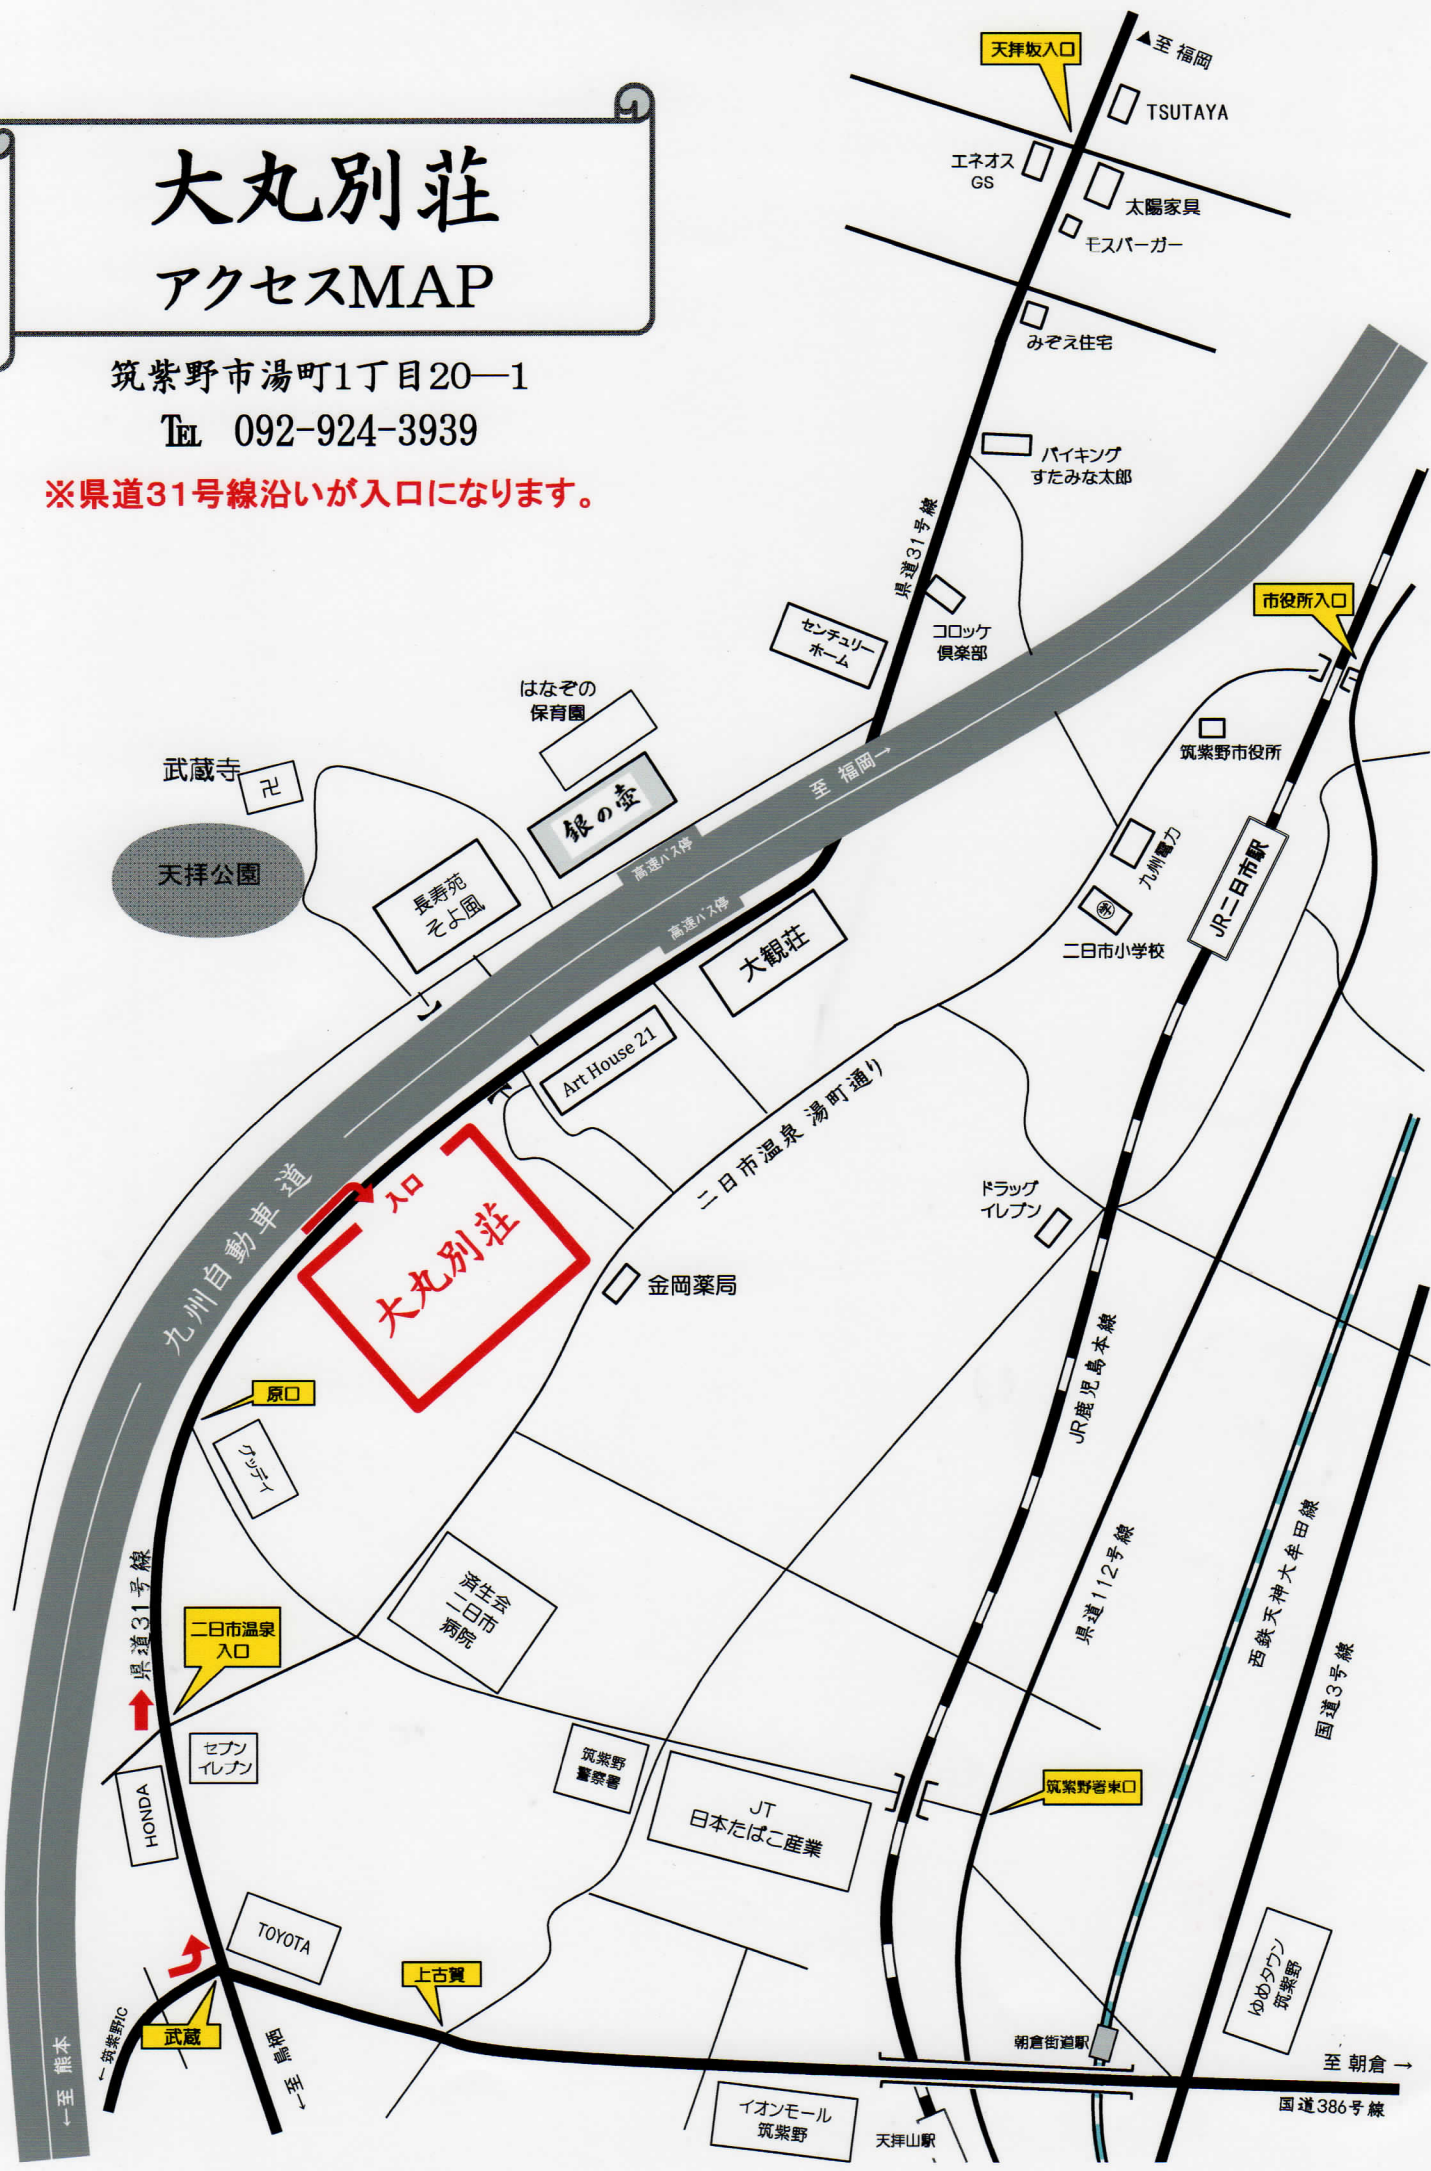 大丸別荘
アクセスMAP
筑紫野市湯町1丁目20―1
℡ 092-924-3939
※県道31号線沿いが入口になります。
天拝坂入口
▲至 福岡
TSUTAYA
エネオス
GS
太陽家具
モスバーガー
みぞえ住宅
バイキング
すたみな太郎
県道31号線
コロッケ
倶楽部
センチュリー
ホーム
市役所入口
はなぞの
保育園
武蔵寺
卍
銀の壺
至 福岡→
筑紫野市役所
天拝公園
長寿苑
そよ風
高速バス停
高速バス停
大観荘
九州電力
学
二日市小学校
JR二日市駅
Art House 21
二日市温泉 湯町通り
九州自動車道
入口
大丸別荘
ドラッグ
イレブン
金岡薬局
JR鹿児島本線
原口
グッデイ
県道31号線
二日市温泉
入口
済生会
二日市
病院
県道112号線
西鉄天神大牟田線
国道3号線
セブン
イレブン
HONDA
筑紫野
警察署
JT
日本たばこ産業
筑紫野署東口
TOYOTA
上古賀
武蔵
←筑紫野IC
←至 鳥栖
←至 熊本
ゆめタウン
筑紫野
朝倉街道駅
至 朝倉→
国道386号線
イオンモール
筑紫野
天拝山駅